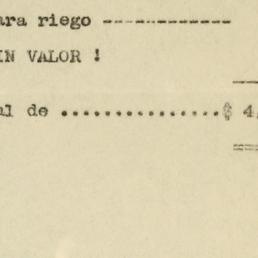 ara riego ------------
IN VALOR !
al de ................$ 4,